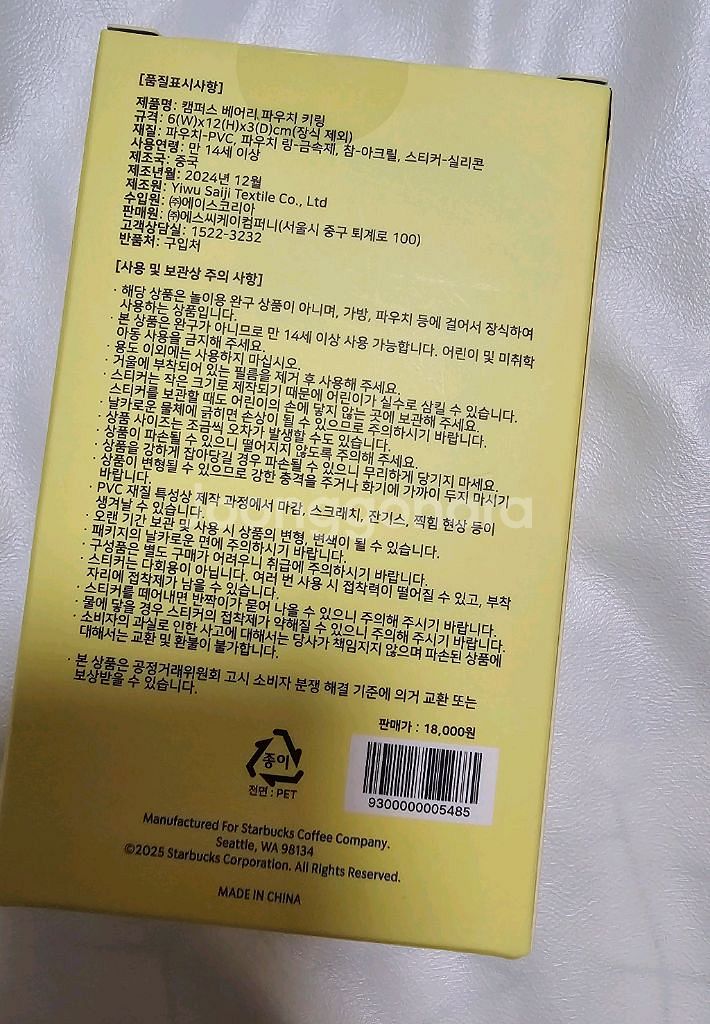 [품질표시사항]
제품명: 캠퍼스 베어리 파우치 키링
규격: 6(W)x12(H)x3(D)cm(장식 제외)
재질: 파우치-PVC, 파우치 링-금속제, 참-아크릴, 스티커-실리콘
사용연령: 만 14세 이상
제조국: 중국
제조년월: 2024년 12월
제조원: Yiwu Saiji Textile Co., Ltd
수입원: ㈜에이스코리아
판매원: ㈜에스씨케이컴퍼니(서울시 중구 퇴계로 100)
고객상담실: 1522-3232
반품처: 구입처
[사용 및 보관상 주의 사항]
· 해당 상품은 놀이용 완구 상품이 아니며, 가방, 파우치 등에 걸어서 장식하여
사용하는 상품입니다.
· 본 상품은 완구가 아니므로 만 14세 이상 사용 가능합니다. 어린이 및 미취학
아동 사용을 금지해 주세요.
· 용도 이외에는 사용하지 마십시오.
· 거울에 부착되어 있는 필름을 제거 후 사용해 주세요.
· 스티커는 작은 크기로 제작되기 때문에 어린이가 실수로 삼킬 수 있습니다.
스티커를 보관할 때도 어린이의 손에 닿지 않는 곳에 보관해 주세요.
· 날카로운 물체에 긁히면 손상이 될 수 있으므로 주의하시기 바랍니다.
· 상품 사이즈는 조금씩 오차가 발생할 수도 있습니다.
· 상품이 파손될 수 있으니 떨어지지 않도록 주의해 주세요.
· 상품을 강하게 잡아당길 경우 파손될 수 있으니 무리하게 당기지 마세요.
· 상품이 변형될 수 있으므로 강한 충격을 주거나 화기에 가까이 두지 마시기
바랍니다.
· PVC 재질 특성상 제작 과정에서 마감, 스크래치, 잔기스, 찍힘 현상 등이
생겨날 수 있습니다.
· 오랜 기간 보관 및 사용 시 상품의 변형, 변색이 될 수 있습니다.
· 패키지의 날카로운 면에 주의하시기 바랍니다.
· 구성품은 별도 구매가 어려우니 취급에 주의하시기 바랍니다.
· 스티커는 다회용이 아닙니다. 여러 번 사용 시 접착력이 떨어질 수 있고, 부착
자리에 접착제가 남을 수 있습니다.
· 스티커를 떼어내면 반짝이가 묻어 나올 수 있으니 주의해 주시기 바랍니다.
· 물에 닿을 경우 스티커의 접착제가 약해질 수 있으니 주의해 주시기 바랍니다.
· 소비자의 과실로 인한 사고에 대해서는 당사가 책임지지 않으며 파손된 상품에
대해서는 교환 및 환불이 불가합니다.
· 본 상품은 공정거래위원회 고시 소비자 분쟁 해결 기준에 의거 교환 또는
보상받을 수 있습니다.
판매가 : 18,000원
종이
전면 : PET
9300000005485
Manufactured For Starbucks Coffee Company.
Seattle, WA 98134
©2025 Starbucks Corporation. All Rights Reserved.
MADE IN CHINA